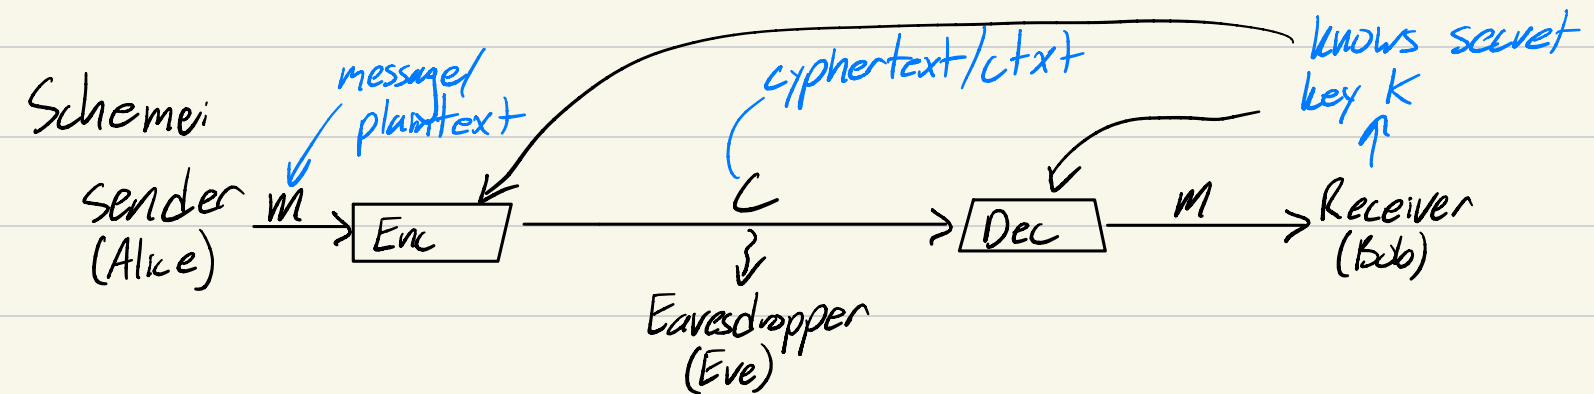 knows secret
key K
message/
plaintext
cyphertext/ctxt
Scheme:
Sender
(Alice)
m
Enc
C
Dec
m
Receiver
(Bob)
Eavesdropper
(Eve)